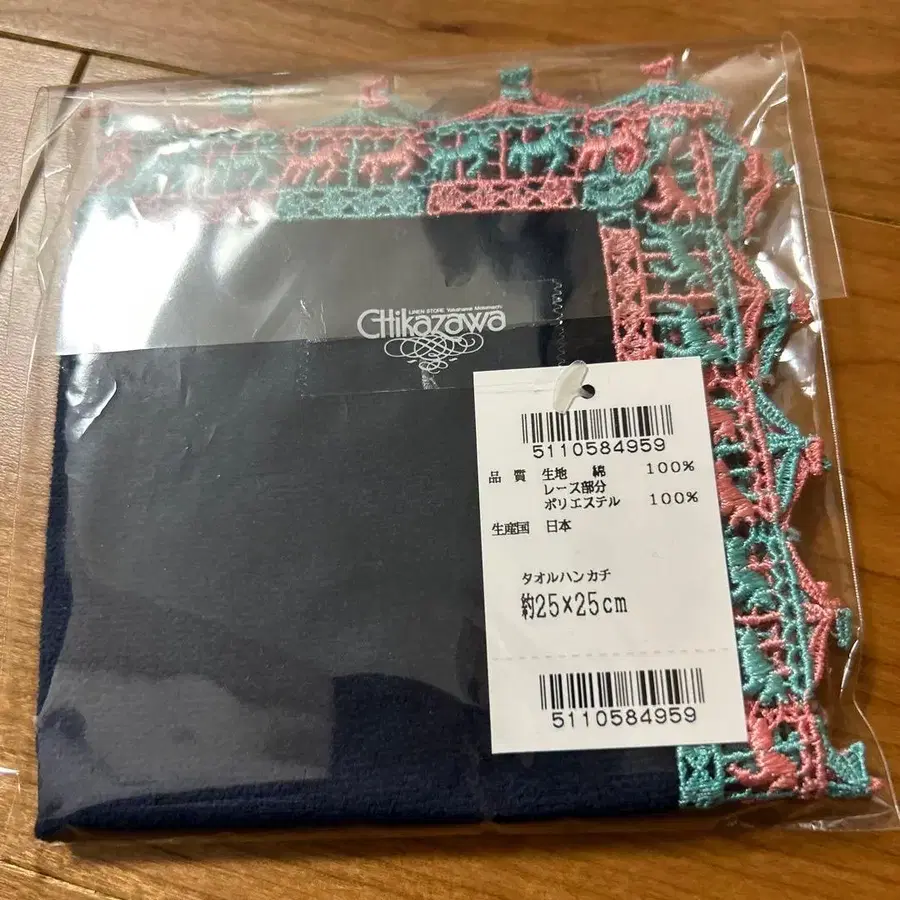 LINEN STORE Yokohama Motomachi
CHikazawa
5110584959
品質 生地 綿 100%
レース部分
ポリエステル 100%
生産国 日本
タオルハンカチ
約25×25cm
5110584959